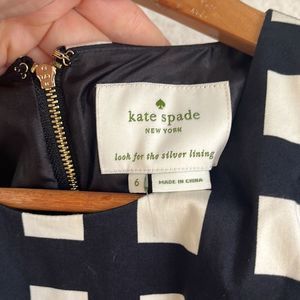 kate spade
NEW YORK
look for the silver lining
6
MADE IN CHINA